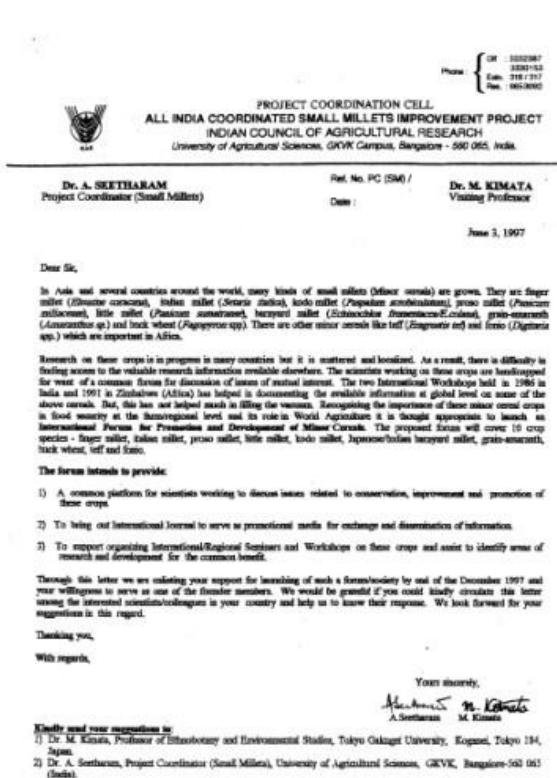 Phone :
Off : 3332387
3330153
Extn. 316 / 317
Res. :
PROJECT COORDINATION CELL
ALL INDIA COORDINATED SMALL MILLETS IMPROVEMENT PROJECT
INDIAN COUNCIL OF AGRICULTURAL RESEARCH
University of Agricultural Sciences, GKVK Campus, Bangalore - 560 065, India.
Dr. A. SEETHARAM
Project Coordinator (Small Millets)
Ref. No. PC (SM) /
Date :
Dr. M. KIMATA
Visiting Professor
June 3, 1997
Dear Sir,
In Asia and several countries around the world, many kinds of small millets (Minor cereals) are grown. They are finger
millet (Eleusine coracana), italian millet (Setaria italica), kodo millet (Paspalum scrobiculatum), proso millet (Panicum
miliaceum), little millet (Panicum sumatrense), barnyard millet (Echinochloa frumentacea/E.colona), grain-amaranth
(Amaranthus sp.) and buck wheat (Fagopyron spp). There are other minor cereals like teff (Eragrostis tef) and fonio (Digitaria
spp.) which are important in Africa.
Research on these crops is in progress in many countries but it is scattered and localized. As a result, there is difficulty in
finding access to the valuable research information available elsewhere. The scientists working on these crops are handicapped
for want of a common forum for discussion of issues of mutual interest. The two International Workshops held in 1986 in
India and 1991 in Zimbabwe (Africa) has helped in documenting the available information at global level on some of the
above cereals. But, this has not helped much in filling the vacuum. Recognising the importance of these minor cereal crops
in food security at the farm/regional level and its role in World Agriculture it is thought appropriate to launch an
International Forum for Promotion and Development of Minor Cereals. The proposed forum will cover 10 crop
species - finger millet, italian millet, proso millet, little millet, kodo millet, Japanese/Indian barnyard millet, grain-amaranth,
buck wheat, teff and fonio.
The forum intends to provide:
1) A common platform for scientists working to discuss issues related to conservation, improvement and promotion of
these crops.
2) To bring out International Journal to serve as promotional media for exchange and dissemination of information.
3) To support organizing International/Regional Seminars and Workshops on these crops and assist to identify areas of
research and development for the common benefit.
Through this letter we are enlisting your support for launching of such a forum/society by end of the December 1997 and
your willingness to serve as one of the founder members. We would be grateful if you could kindly circulate this letter
among the interested scientists/colleagues in your country and help us to know their response. We look forward for your
suggestions in this regard.
Thanking you,
With regards,
Yours sincerely,
A.Seetharam M. Kimata
Kindly send your suggestions to
1) Dr. M. Kimata, Professor of Ethnobotany and Environmental Studies, Tokyo Gakugei University, Koganei, Tokyo 184,
Japan.
2) Dr. A. Seetharam, Project Coordinator (Small Millets), University of Agricultural Sciences, GKVK, Bangalore-560 065
(India).